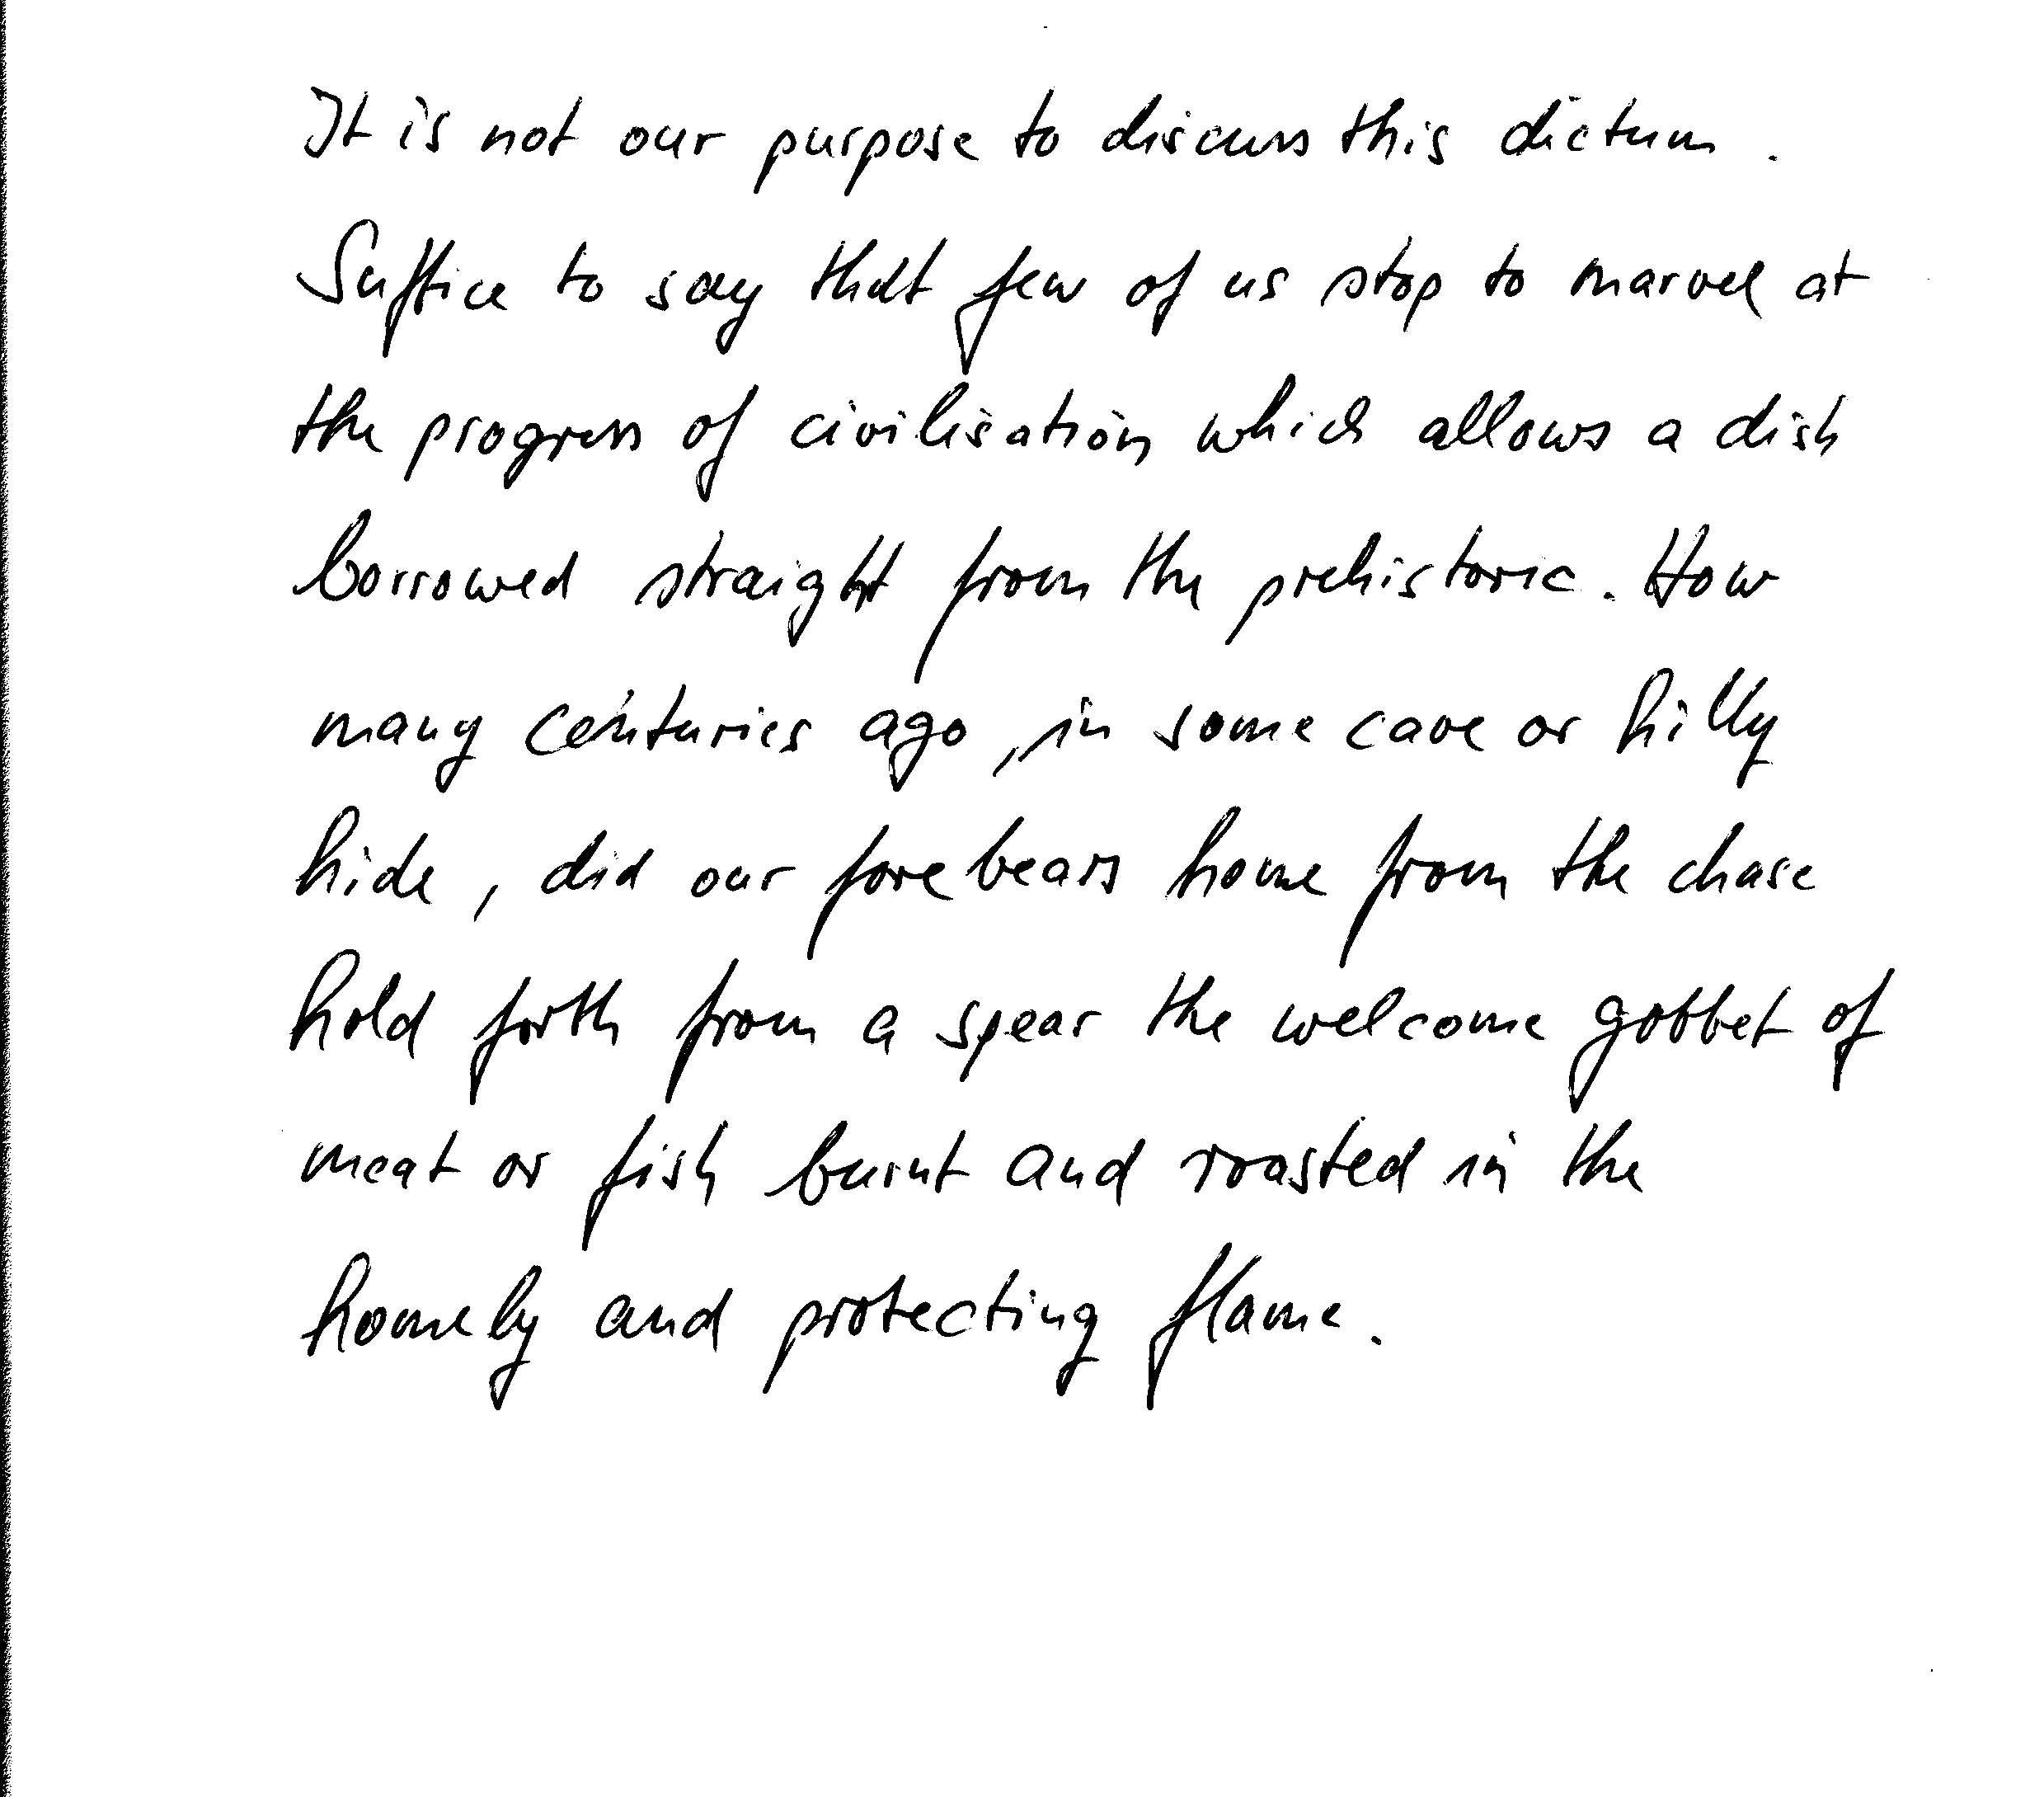 It is not our purpose to discuss this dictum.
Suffice to say that few of us stop to marvel at
the progress of civilisation which allows a dish
borrowed straight from the prehistoric. How
many centuries ago, in some cave or hilly
hide, did our forebears home from the chase
hold forth from a spear the welcome gobbet of
meat or fish burnt and roasted in the
homely and protecting flame.